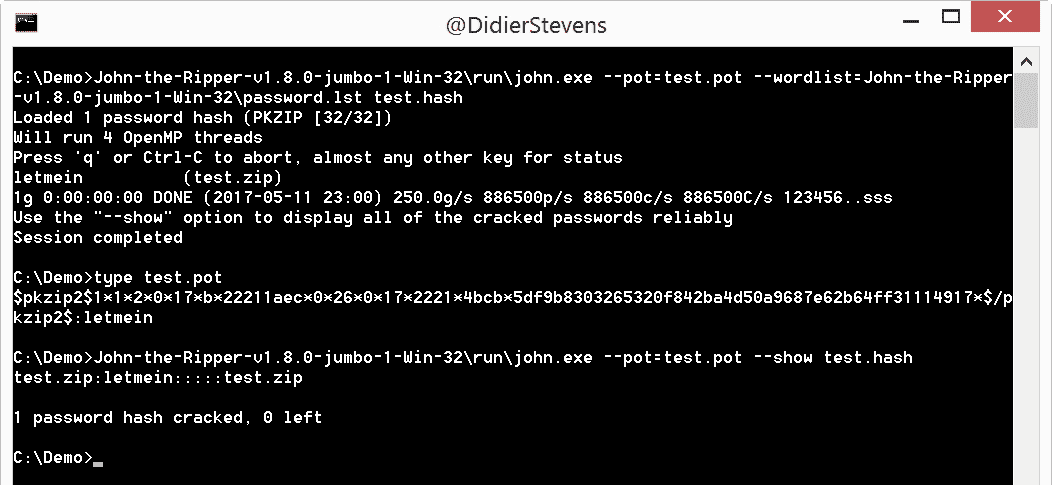 @DidierStevens
C:\Demo>John-the-Ripper-v1.8.0-jumbo-1-Win-32\run\john.exe --pot=test.pot --wordlist=John-the-Ripper
-v1.8.0-jumbo-1-Win-32\password.lst test.hash
Loaded 1 password hash (PKZIP [32/32])
Will run 4 OpenMP threads
Press 'q' or Ctrl-C to abort, almost any other key for status
letmein          (test.zip)
1g 0:00:00:00 DONE (2017-05-11 23:00) 250.0g/s 886500p/s 886500c/s 886500C/s 123456..sss
Use the "--show" option to display all of the cracked passwords reliably
Session completed
C:\Demo>type test.pot
$pkzip2$1*1*2*0*17*b*22211aec*0*26*0*17*2221*4bcb*5df9b8303265320f842ba4d50a9687e62b64ff31114917*$/p
kzip2$:letmein
C:\Demo>John-the-Ripper-v1.8.0-jumbo-1-Win-32\run\john.exe --pot=test.pot --show test.hash
test.zip:letmein:::::test.zip
1 password hash cracked, 0 left
C:\Demo>_